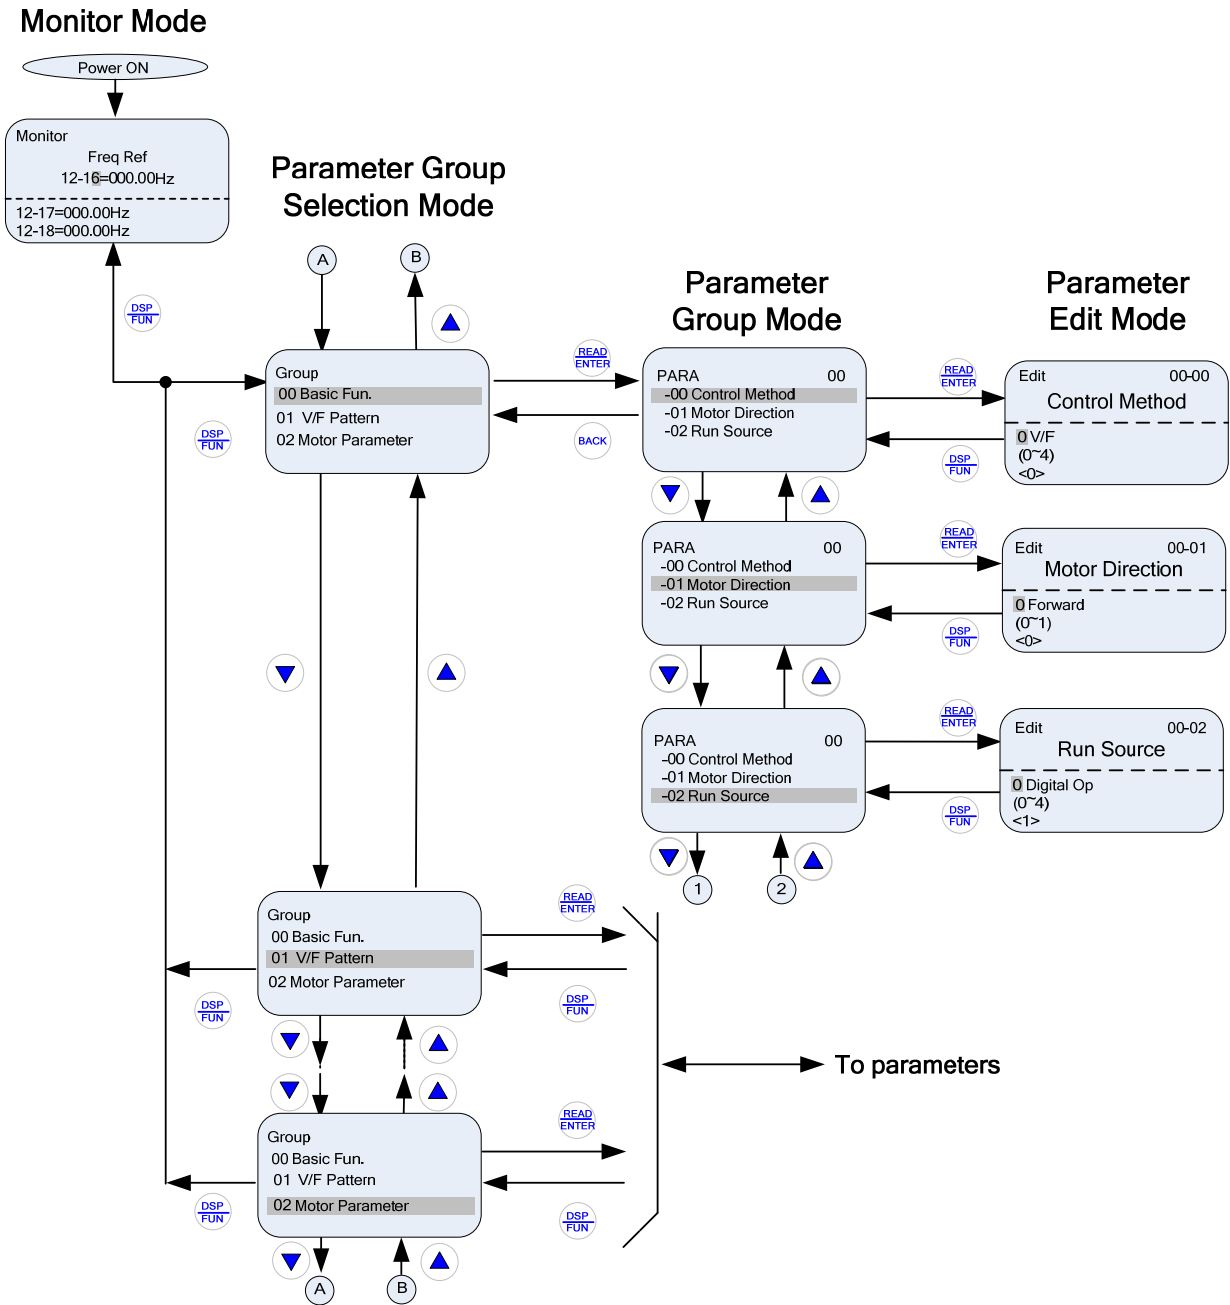 Monitor Mode
Power ON
Monitor
Freq Ref
12-16=000.00Hz
12-17=000.00Hz
12-18=000.00Hz
DSP
FUN
Parameter Group
Selection Mode
A
B
Group
00 Basic Fun.
01 V/F Pattern
02 Motor Parameter
DSP
FUN
READ
ENTER
BACK
Parameter
Group Mode
PARA 00
-00 Control Method
-01 Motor Direction
-02 Run Source
READ
ENTER
DSP
FUN
Parameter
Edit Mode
Edit 00-00
Control Method
0 V/F
(0~4)
<0>
PARA 00
-00 Control Method
-01 Motor Direction
-02 Run Source
READ
ENTER
DSP
FUN
Edit 00-01
Motor Direction
0 Forward
(0~1)
<0>
PARA 00
-00 Control Method
-01 Motor Direction
-02 Run Source
READ
ENTER
DSP
FUN
Edit 00-02
Run Source
0 Digital Op
(0~4)
<1>
1
2
Group
00 Basic Fun.
01 V/F Pattern
02 Motor Parameter
DSP
FUN
READ
ENTER
DSP
FUN
To parameters
Group
00 Basic Fun.
01 V/F Pattern
02 Motor Parameter
DSP
FUN
READ
ENTER
DSP
FUN
A
B